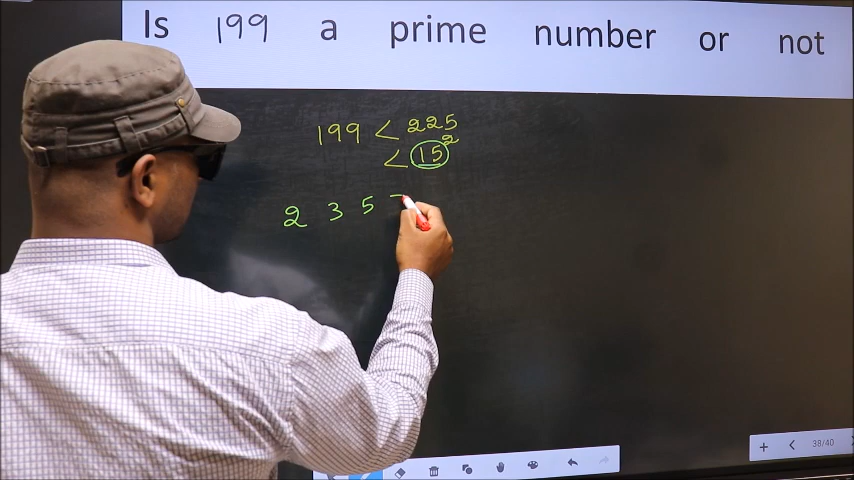 Is 199 a prime number or not
199 < 225
< 15²
2 3 5
38/40